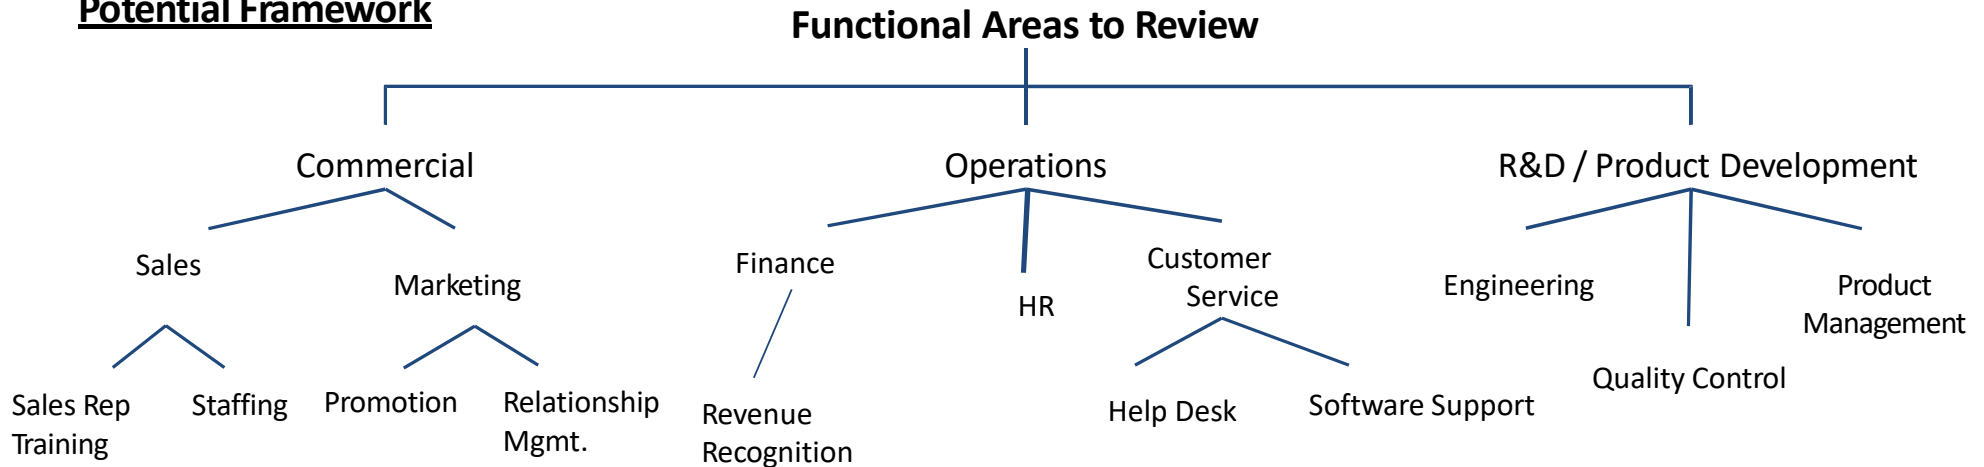 Potential Framework
Functional Areas to Review
Commercial
Operations
R&D / Product Development
Sales
Marketing
Finance
HR
Customer
Service
Engineering
Product
Management
Quality Control
Sales Rep
Training
Staffing
Promotion
Relationship
Mgmt.
Revenue
Recognition
Help Desk
Software Support